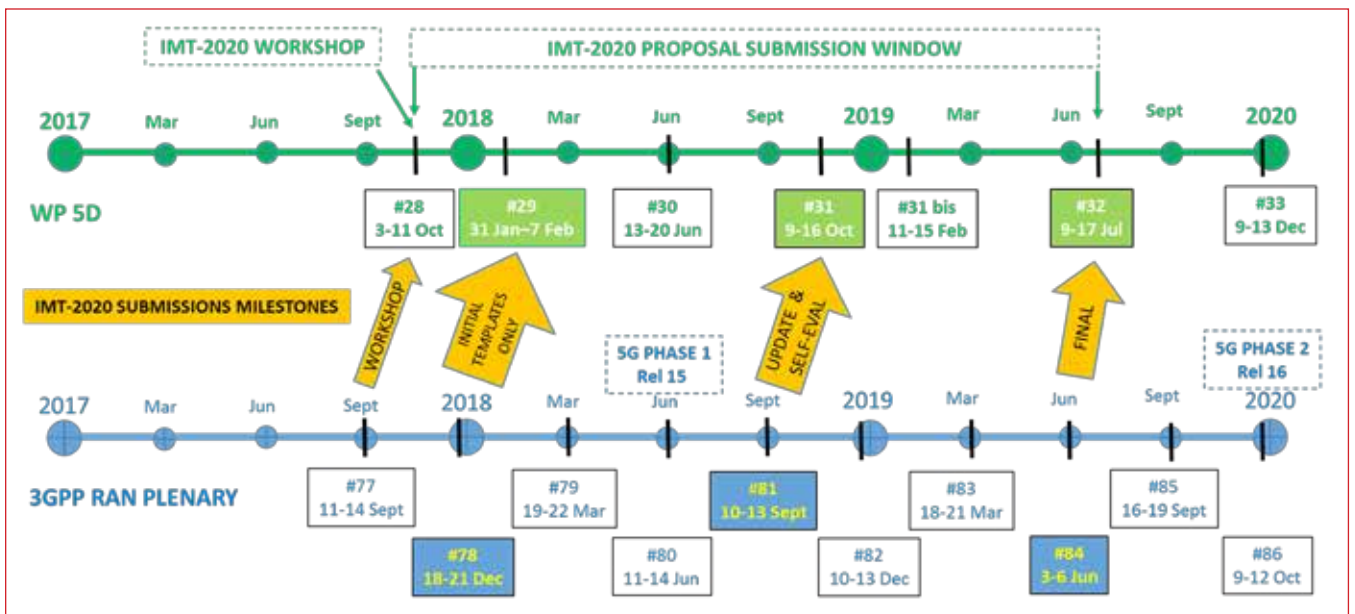 IMT-2020 WORKSHOP
IMT-2020 PROPOSAL SUBMISSION WINDOW
2017 Mar Jun Sept 2018 Mar Jun Sept 2019 Mar Jun Sept 2020
WP 5D
#28
3-11 Oct
#29
31 Jan–7 Feb
#30
13-20 Jun
#31
9-16 Oct
#31 bis
11-15 Feb
#32
9-17 Jul
#33
9-13 Dec
IMT-2020 SUBMISSIONS MILESTONES
WORKSHOP
INITIAL
TEMPLATES
ONLY
UPDATE &
SELF-EVAL
FINAL
5G PHASE 1
Rel 15
5G PHASE 2
Rel 16
2017 Mar Jun Sept 2018 Mar Jun Sept 2019 Mar Jun Sept 2020
3GPP RAN PLENARY
#77
11-14 Sept
#78
18-21 Dec
#79
19-22 Mar
#80
11-14 Jun
#81
10-13 Sept
#82
10-13 Dec
#83
18-21 Mar
#84
3-6 Jun
#85
16-19 Sept
#86
9-12 Oct